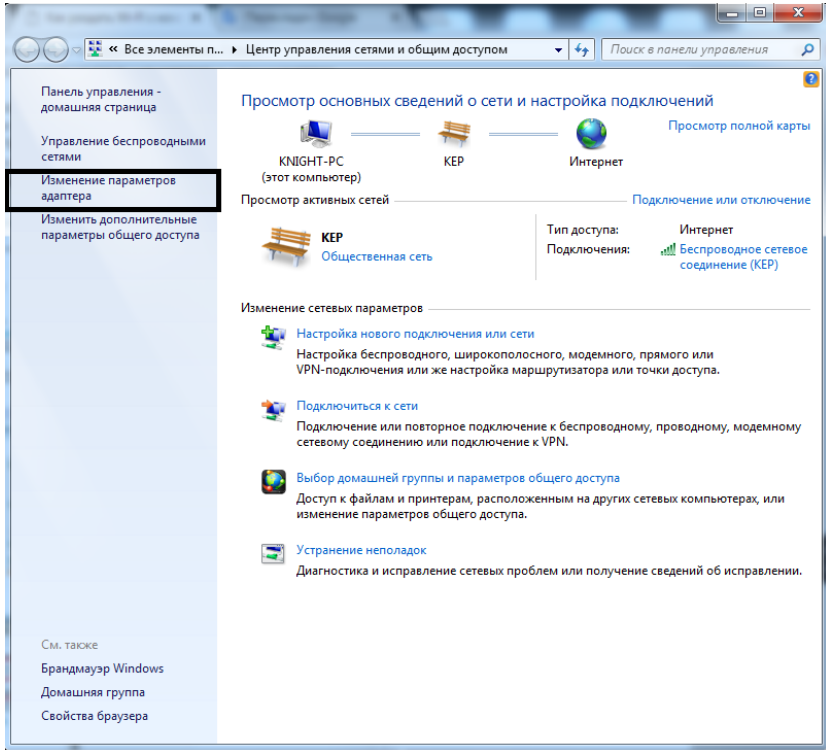 « Все элементы п... ▸ Центр управления сетями и общим доступом
Поиск в панели управления
Панель управления -
домашняя страница
Управление беспроводными
сетями
Изменение параметров
адаптера
Изменить дополнительные
параметры общего доступа
Просмотр основных сведений о сети и настройка подключений
Просмотр полной карты
KNIGHT-PC
(этот компьютер)
KEP
Интернет
Просмотр активных сетей
Подключение или отключение
KEP
Общественная сеть
Тип доступа: Интернет
Подключения: Беспроводное сетевое
соединение (KEP)
Изменение сетевых параметров
Настройка нового подключения или сети
Настройка беспроводного, широкополосного, модемного, прямого или
VPN-подключения или же настройка маршрутизатора или точки доступа.
Подключиться к сети
Подключение или повторное подключение к беспроводному, проводному, модемному
сетевому соединению или подключение к VPN.
Выбор домашней группы и параметров общего доступа
Доступ к файлам и принтерам, расположенным на других сетевых компьютерах, или
изменение параметров общего доступа.
Устранение неполадок
Диагностика и исправление сетевых проблем или получение сведений об исправлении.
См. также
Брандмауэр Windows
Домашняя группа
Свойства браузера